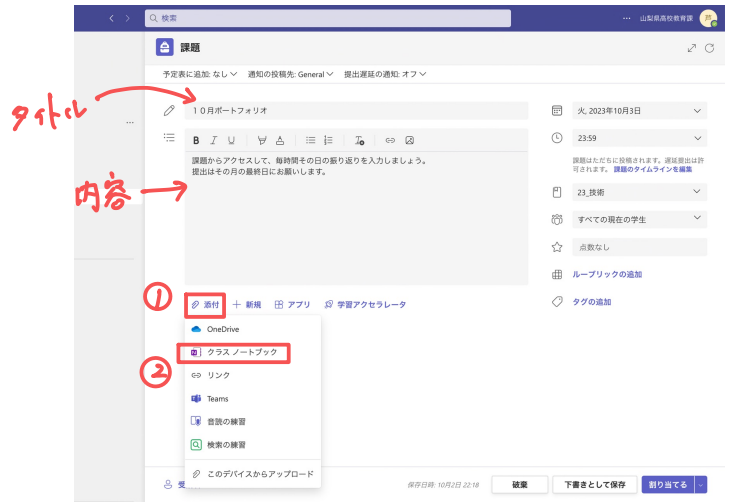 検索
山梨県高校教育課
課題
予定表に追加: なし 通知の投稿先: General 提出遅延の通知: オフ
タイトル
10月ポートフォリオ
火, 2023年10月3日
B I U
23:59
課題からアクセスして、毎時間その日の振り返りを入力しましょう。
提出はその月の最終日にお願いします。
課題はただちに投稿されます。遅延提出は許可されます。 課題のタイムラインを編集
内容
23_技術
すべての現在の学生
点数なし
ルーブリックの追加
タグの追加
①
添付 新規 アプリ 学習アクセラレータ
OneDrive
②
クラス ノートブック
リンク
Teams
音読の練習
検索の練習
このデバイスからアップロード
受
保存日時: 10月2日 22:18 破棄 下書きとして保存 割り当てる